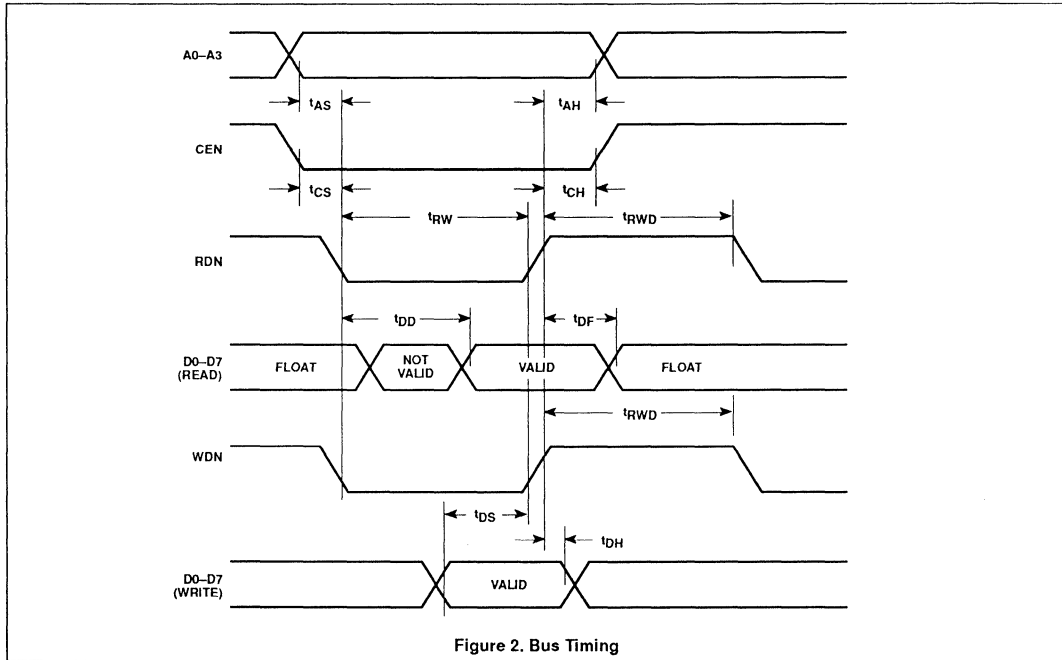 A0–A3
tAS
tAH
CEN
tCS
tCH
tRW
tRWD
RDN
tDD
tDF
D0–D7
(READ)
FLOAT
NOT
VALID
VALID
FLOAT
tRWD
WDN
tDS
tDH
D0–D7
(WRITE)
VALID
Figure 2. Bus Timing